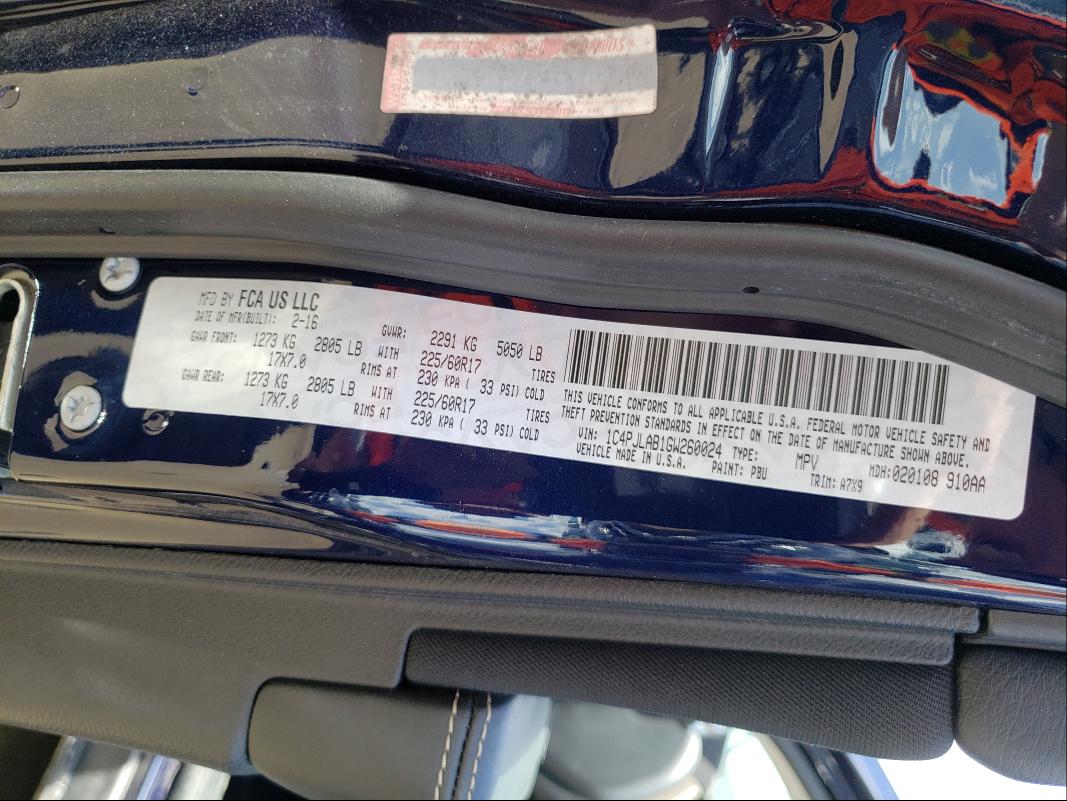 MFD BY FCA US LLC
DATE OF MFR(BUILT): 2-16 GVWR: 2291 KG 5050 LB
GAWR FRONT: 1273 KG 2805 LB WITH 225/60R17 TIRES
17X7.0 RIMS AT 230 KPA ( 33 PSI) COLD
GAWR REAR: 1273 KG 2805 LB WITH 225/60R17 TIRES
17X7.0 RIMS AT 230 KPA ( 33 PSI) COLD
THIS VEHICLE CONFORMS TO ALL APPLICABLE U.S.A. FEDERAL MOTOR VEHICLE SAFETY AND
THEFT PREVENTION STANDARDS IN EFFECT ON THE DATE OF MANUFACTURE SHOWN ABOVE.
VIN: 1C4PJLAB1GW260024 TYPE: MPV MDH:020108 910AA
VEHICLE MADE IN U.S.A. PAINT: PBU TRIM: A7X9